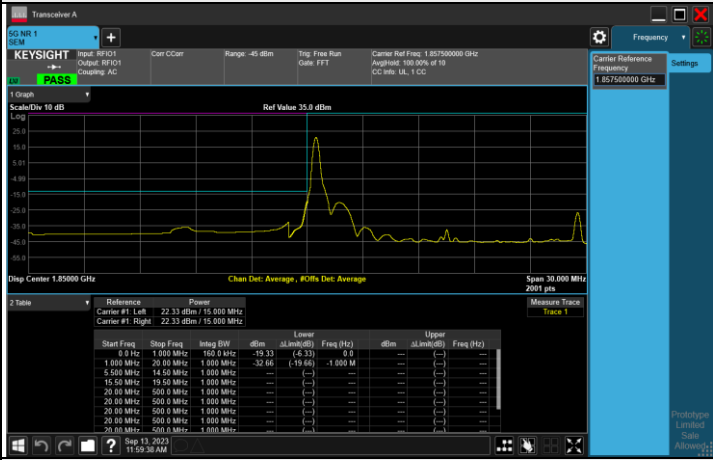 Transceiver A
5G NR 1
SEM
Frequency
KEYSIGHT
Input: RFIO1
Output: RFIO1
Coupling: AC
Corr CCorr
Range: -45 dBm
Trig: Free Run
Gate: FFT
Carrier Ref Freq: 1.857500000 GHz
Avg|Hold: 100.00% of 10
CC Info: UL, 1 CC
PASS
Carrier Reference
Frequency
1.857500000 GHz
Settings
1 Graph
Scale/Div 10 dB
Ref Value 35.0 dBm
Log
25.0
15.0
5.01
-4.99
-15.0
-25.0
-35.0
-45.0
-55.0
Disp Center 1.85000 GHz
Chan Det: Average , #Offs Det: Average
Span 30.000 MHz
2001 pts
2 Table
Reference Power
Carrier #1: Left 22.33 dBm / 15.000 MHz
Carrier #1: Right 22.33 dBm / 15.000 MHz
Measure Trace
Trace 1
Lower Upper
Start Freq Stop Freq Integ BW dBm ΔLimit(dB) Freq (Hz) dBm ΔLimit(dB) Freq (Hz)
0.0 Hz 1.000 MHz 160.0 kHz -19.33 (-6.33) 0.0 --- (---) ---
1.000 MHz 20.00 MHz 1.000 MHz -32.66 (-19.66) -1.000 M --- (---) ---
5.500 MHz 14.50 MHz 1.000 MHz --- (---) --- --- (---) ---
15.50 MHz 19.50 MHz 1.000 MHz --- (---) --- --- (---) ---
20.00 MHz 500.0 MHz 1.000 MHz --- (---) --- --- (---) ---
20.00 MHz 500.0 MHz 1.000 MHz --- (---) --- --- (---) ---
20.00 MHz 500.0 MHz 1.000 MHz --- (---) --- --- (---) ---
20.00 MHz 500.0 MHz 1.000 MHz --- (---) --- --- (---) ---
Sep 13, 2023
11:59:38 AM
Prototype
Limited
Sale
Allowed